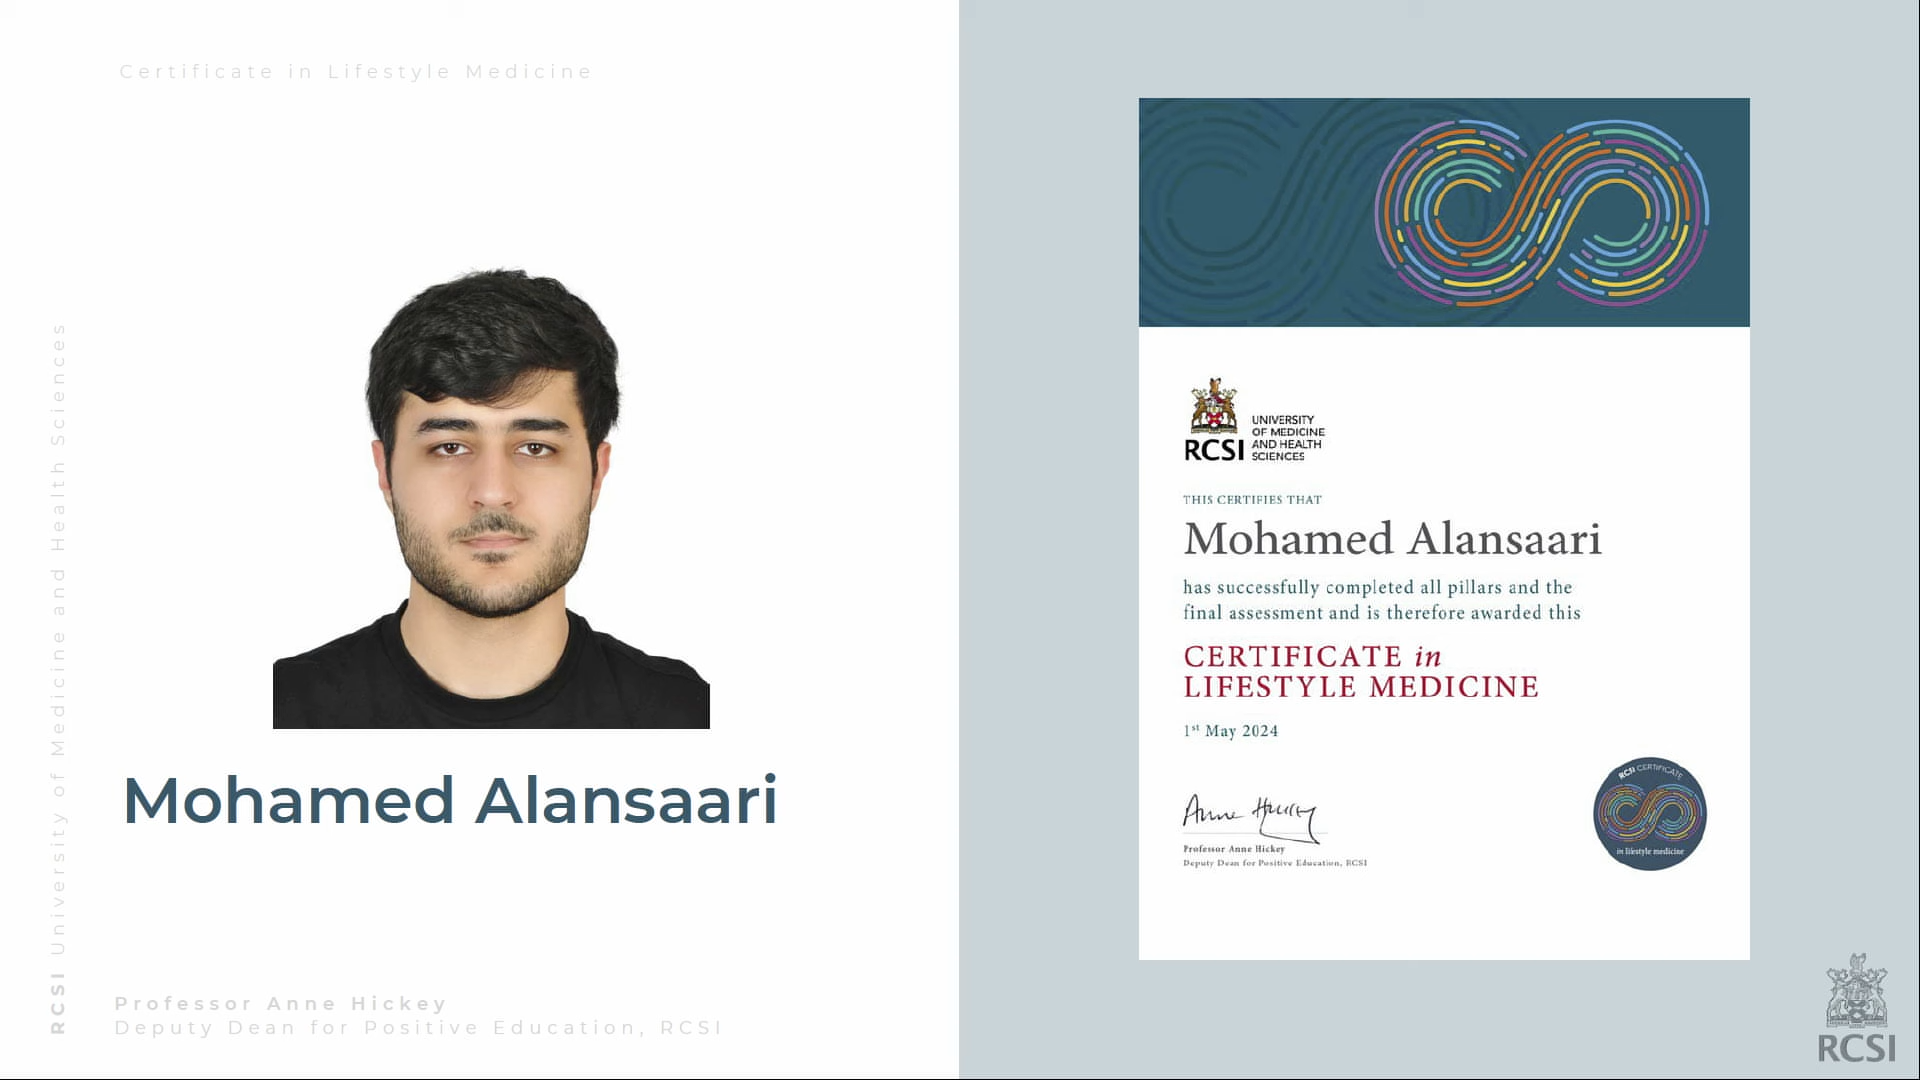 Certificate in Lifestyle Medicine
RCSI University of Medicine and Health Sciences
Mohamed Alansaari
Professor Anne Hickey
Deputy Dean for Positive Education, RCSI
RCSI
UNIVERSITY
OF MEDICINE
AND HEALTH
SCIENCES
THIS CERTIFIES THAT
Mohamed Alansaari
has successfully completed all pillars and the
final assessment and is therefore awarded this
CERTIFICATE in
LIFESTYLE MEDICINE
1st May 2024
Anne Hickey
Professor Anne Hickey
Deputy Dean for Positive Education, RCSI
RCSI CERTIFICATE
in lifestyle medicine
RCSI